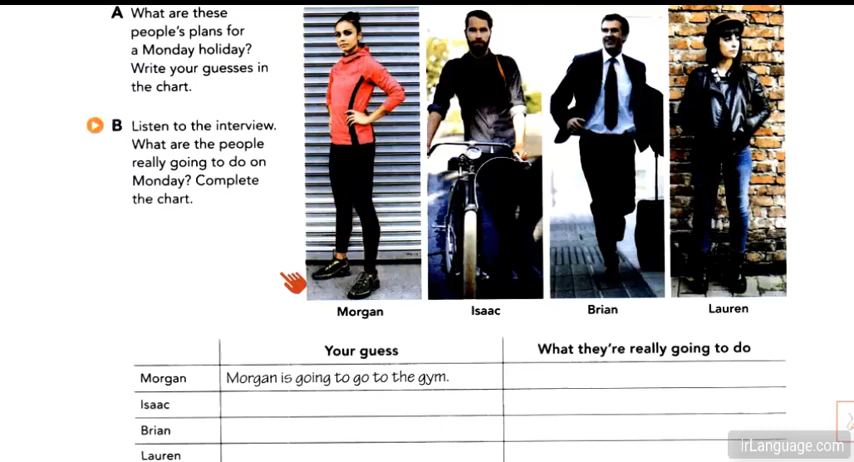 A What are these
people's plans for
a Monday holiday?
Write your guesses in
the chart.
B Listen to the interview.
What are the people
really going to do on
Monday? Complete
the chart.
Morgan Isaac Brian Lauren
Your guess What they're really going to do
Morgan Morgan is going to go to the gym.
Isaac
Brian
Lauren
irLanguage.com